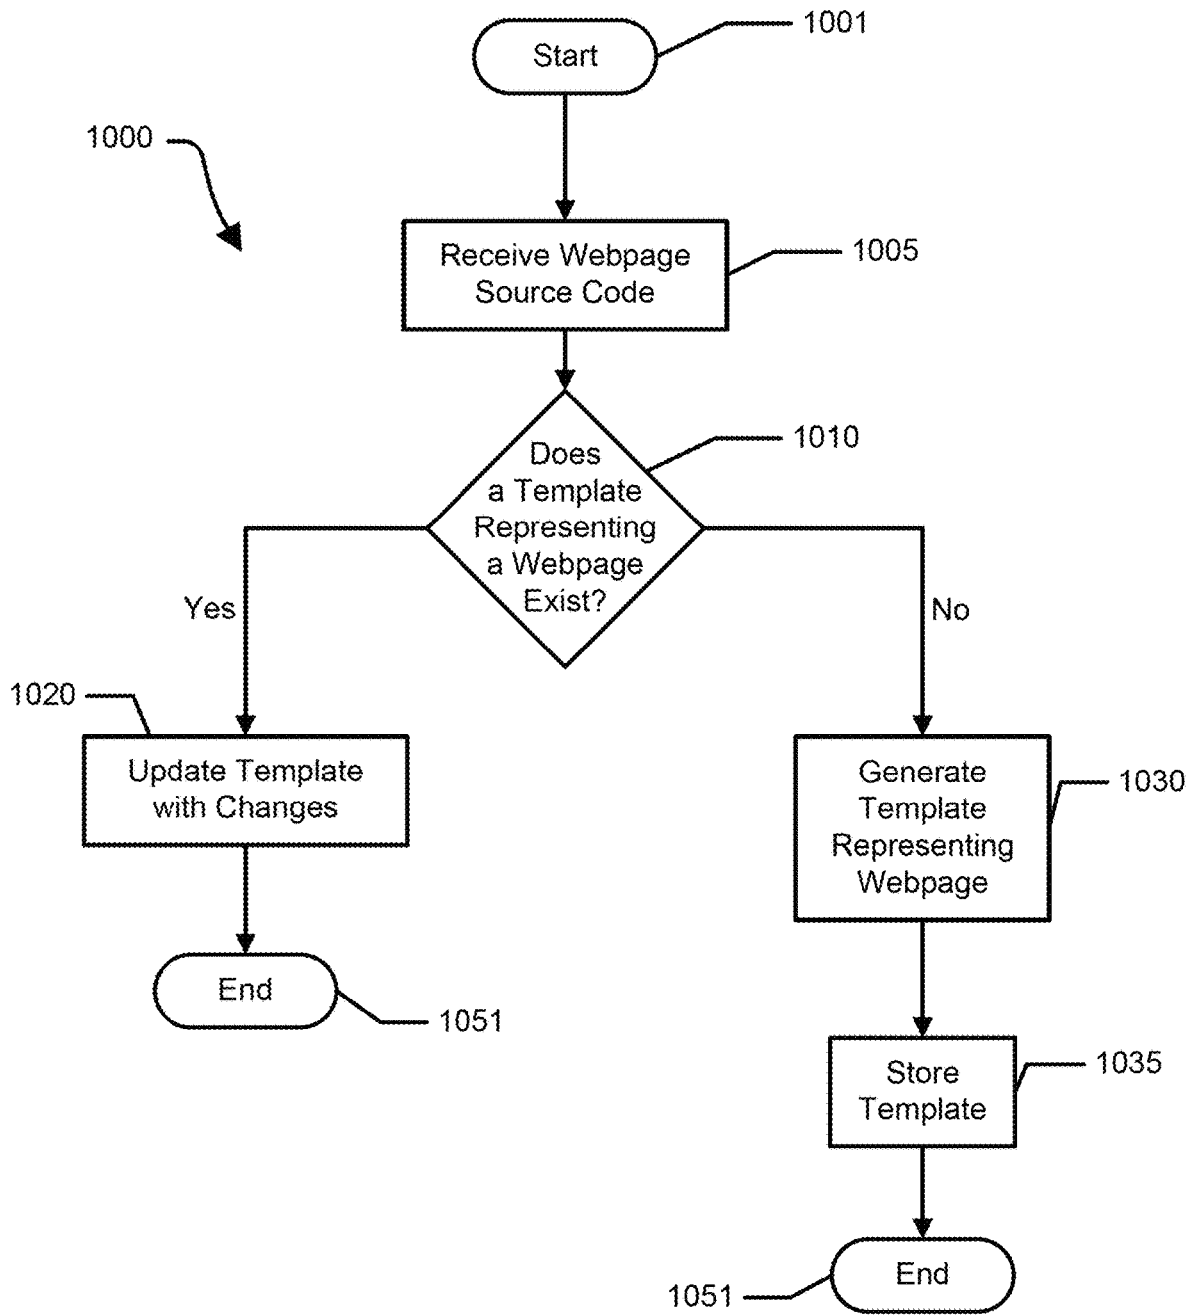 1001
Start
1000
Receive Webpage
Source Code
1005
Does
a Template
Representing
a Webpage
Exist?
1010
Yes
No
1020
Update Template
with Changes
Generate
Template
Representing
Webpage
1030
End
1051
Store
Template
1035
End
1051